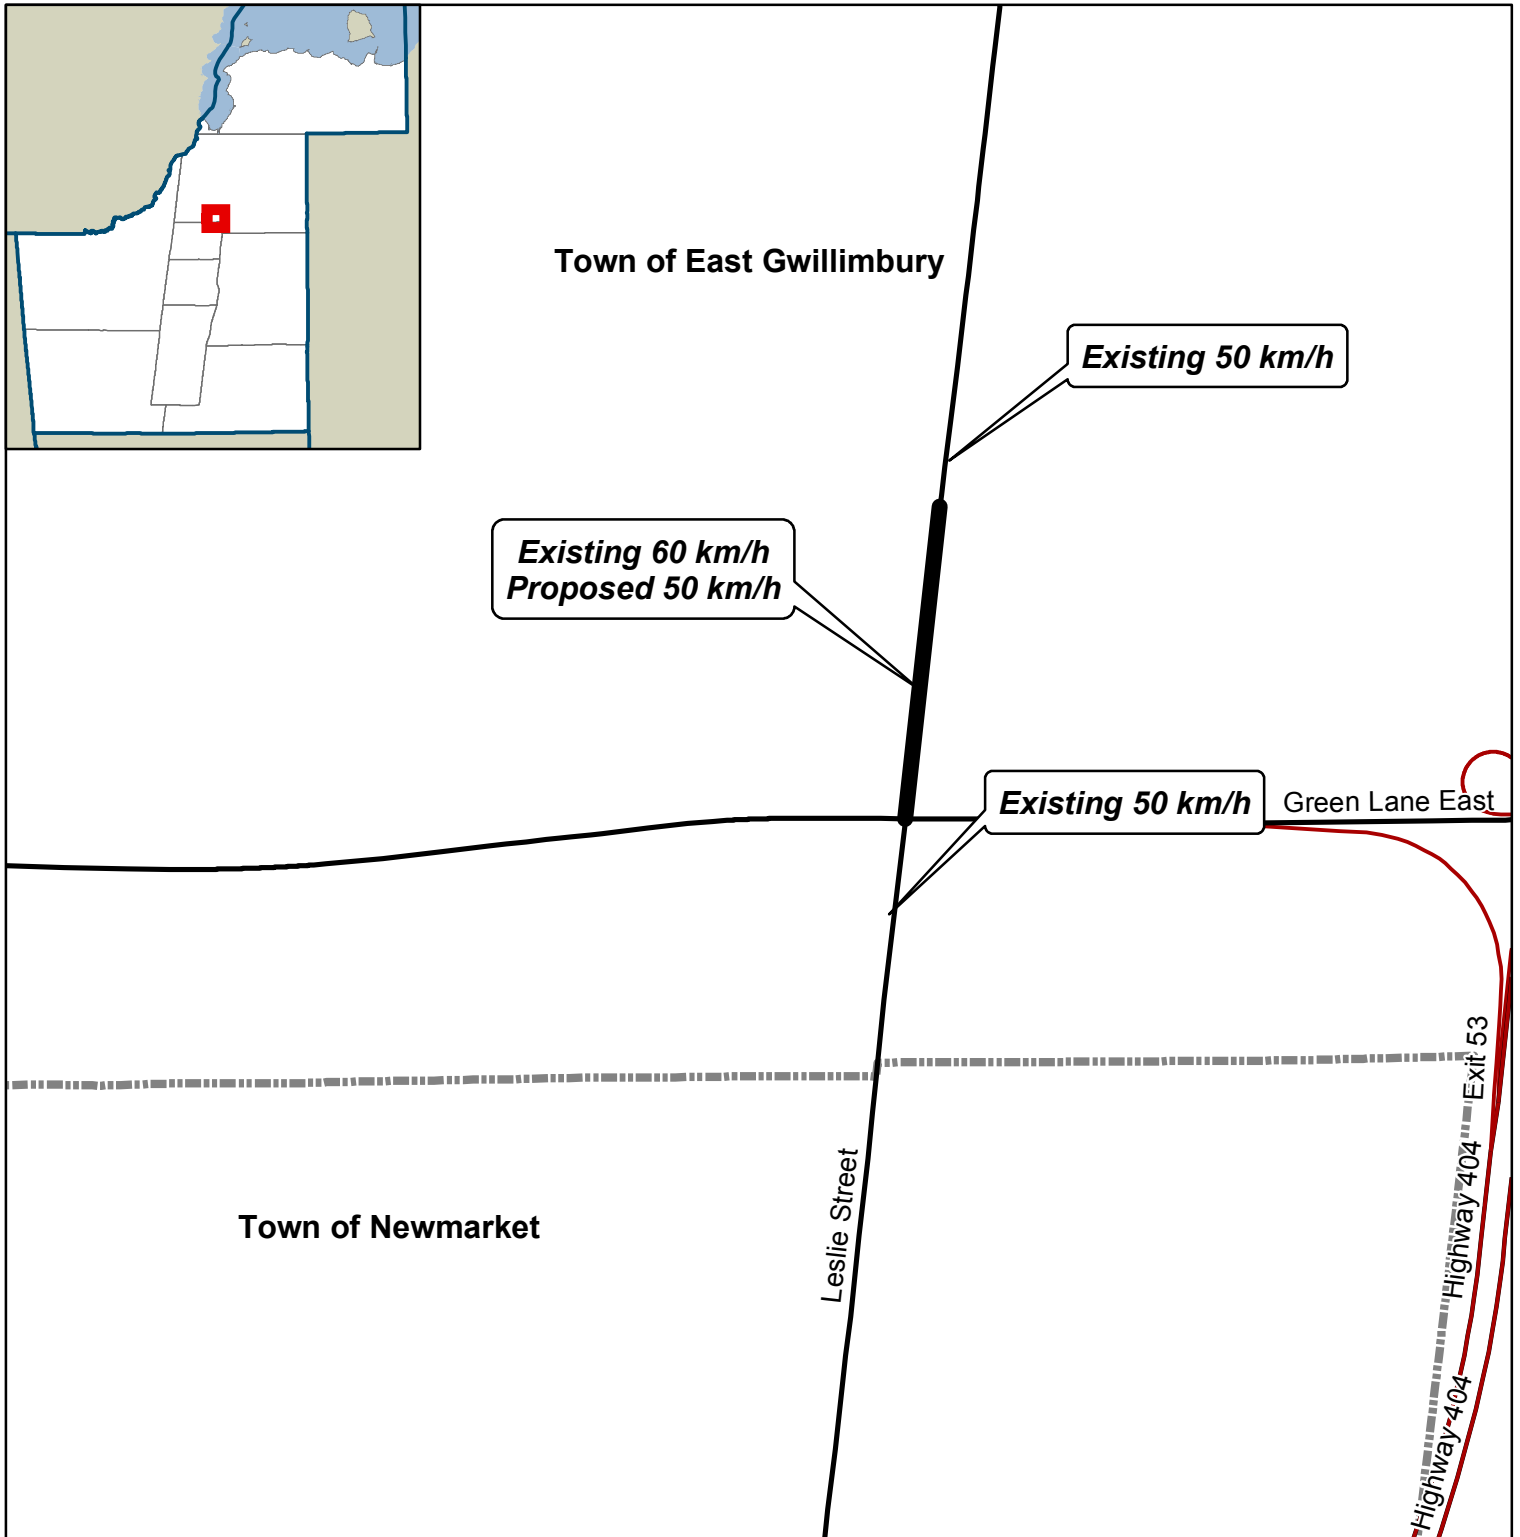 Town of East Gwillimbury
Existing 50 km/h
Existing 60 km/h
Proposed 50 km/h
Existing 50 km/h
Green Lane East
Exit 53
Highway 404
Leslie Street
Town of Newmarket
Highway 404